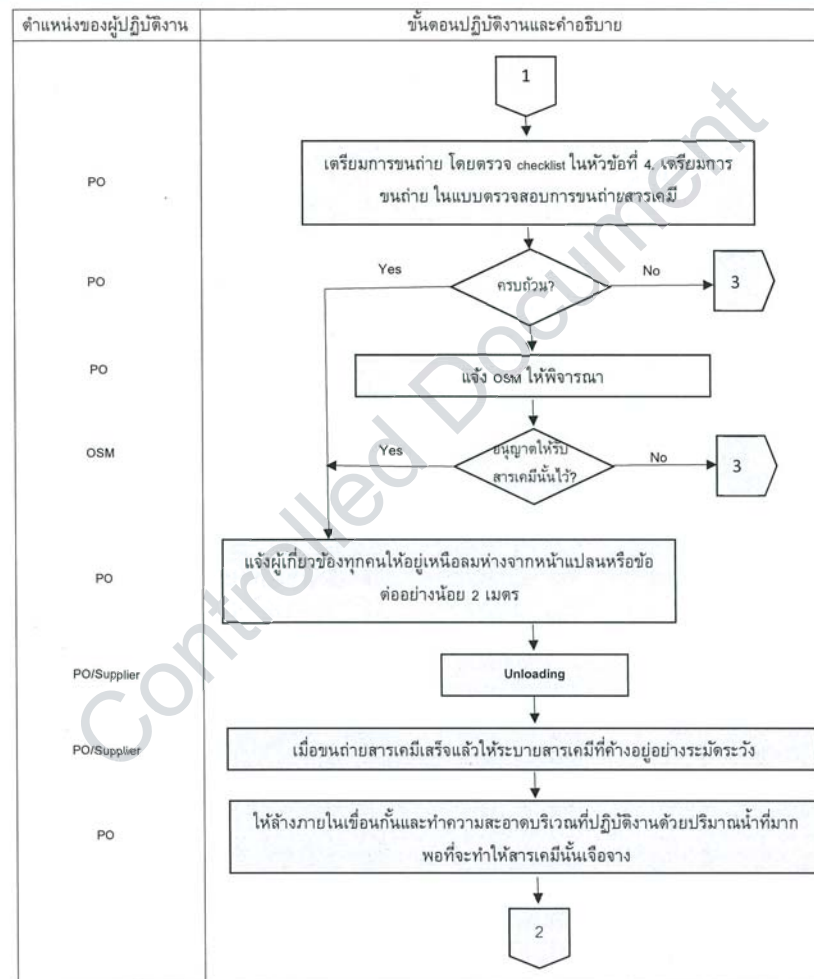 ตำแหน่งของผู้ปฏิบัติงาน
ขั้นตอนปฏิบัติงานและคำอธิบาย
1
PO
เตรียมการขนถ่าย โดยตรวจ checklist ในหัวข้อที่ 4. เตรียมการ
ขนถ่าย ในแบบตรวจสอบการขนถ่ายสารเคมี
PO
Yes
ครบถ้วน?
No
3
PO
แจ้ง OSM ให้พิจารณา
OSM
Yes
อนุญาตให้รับ
สารเคมีนั้นไว้?
No
3
PO
แจ้งผู้เกี่ยวข้องทุกคนให้อยู่เหนือลมห่างจากหน้าแปลนหรือข้อ
ต่ออย่างน้อย 2 เมตร
PO/Supplier
Unloading
PO/Supplier
เมื่อขนถ่ายสารเคมีเสร็จแล้วให้ระบายสารเคมีที่ค้างอยู่อย่างระมัดระวัง
PO
ให้ล้างภายในเขื่อนกั้นและทำความสะอาดบริเวณที่ปฏิบัติงานด้วยปริมาณน้ำที่มาก
พอที่จะทำให้สารเคมีนั้นเจือจาง
2
Controlled Document